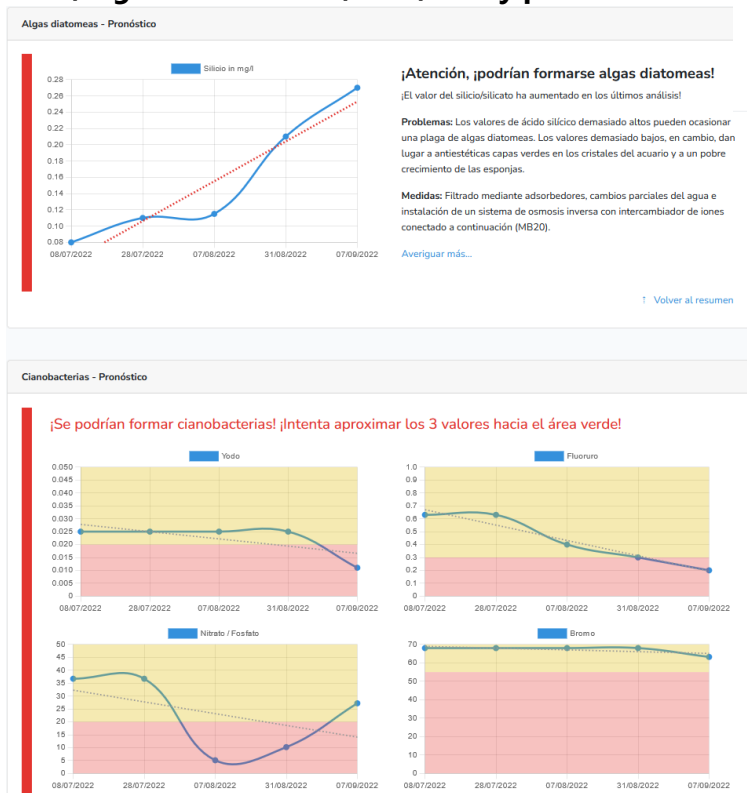 Algas diatomeas - Pronóstico
Silicio in mg/l
0.28
0.26
0.24
0.22
0.20
0.18
0.16
0.14
0.12
0.10
0.08
08/07/2022 28/07/2022 07/08/2022 31/08/2022 07/09/2022
¡Atención, ¡podrían formarse algas diatomeas!
¡El valor del silicio/silicato ha aumentado en los últimos análisis!
Problemas: Los valores de ácido silícico demasiado altos pueden ocasionar
una plaga de algas diatomeas. Los valores demasiado bajos, en cambio, dan
lugar a antiestéticas capas verdes en los cristales del acuario y a un pobre
crecimiento de las esponjas.
Medidas: Filtrado mediante adsorbedores, cambios parciales del agua e
instalación de un sistema de osmosis inversa con intercambiador de iones
conectado a continuación (MB20).
Averiguar más...
↑ Volver al resumen
Cianobacterias - Pronóstico
¡Se podrían formar cianobacterias! ¡Intenta aproximar los 3 valores hacia el área verde!
Yodo
0.050
0.045
0.040
0.035
0.030
0.025
0.020
0.015
0.010
0.005
0
08/07/2022 28/07/2022 07/08/2022 31/08/2022 07/09/2022
Fluoruro
1.0
0.9
0.8
0.7
0.6
0.5
0.4
0.3
0.2
0.1
0
08/07/2022 28/07/2022 07/08/2022 31/08/2022 07/09/2022
Nitrato / Fosfato
50
45
40
35
30
25
20
15
10
5
0
08/07/2022 28/07/2022 07/08/2022 31/08/2022 07/09/2022
Bromo
70
60
50
40
30
20
10
0
08/07/2022 28/07/2022 07/08/2022 31/08/2022 07/09/2022